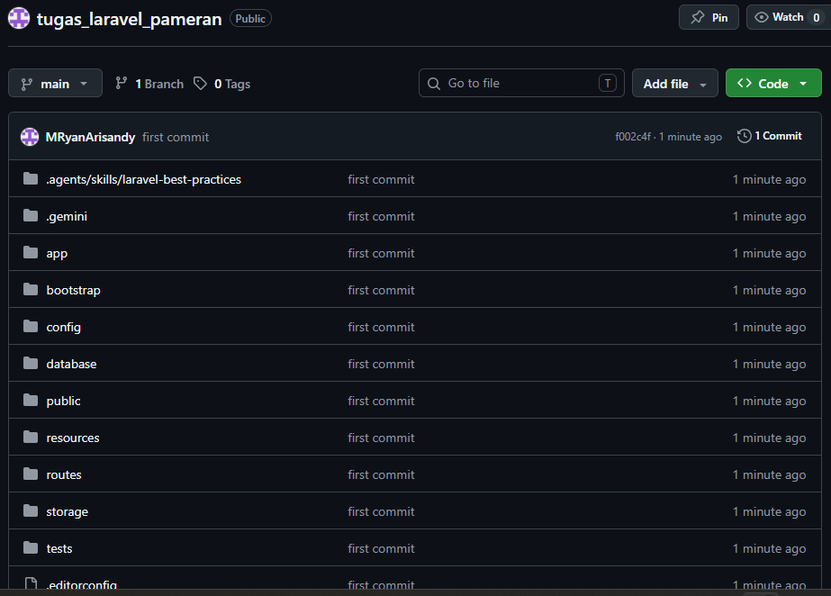 tugas_laravel_pameran Public Pin Watch 0
main 1 Branch 0 Tags Go to file T Add file Code
MRyanArisandy first commit f002c4f · 1 minute ago 1 Commit
.agents/skills/laravel-best-practices first commit 1 minute ago
.gemini first commit 1 minute ago
app first commit 1 minute ago
bootstrap first commit 1 minute ago
config first commit 1 minute ago
database first commit 1 minute ago
public first commit 1 minute ago
resources first commit 1 minute ago
routes first commit 1 minute ago
storage first commit 1 minute ago
tests first commit 1 minute ago
.editorconfig first commit 1 minute ago